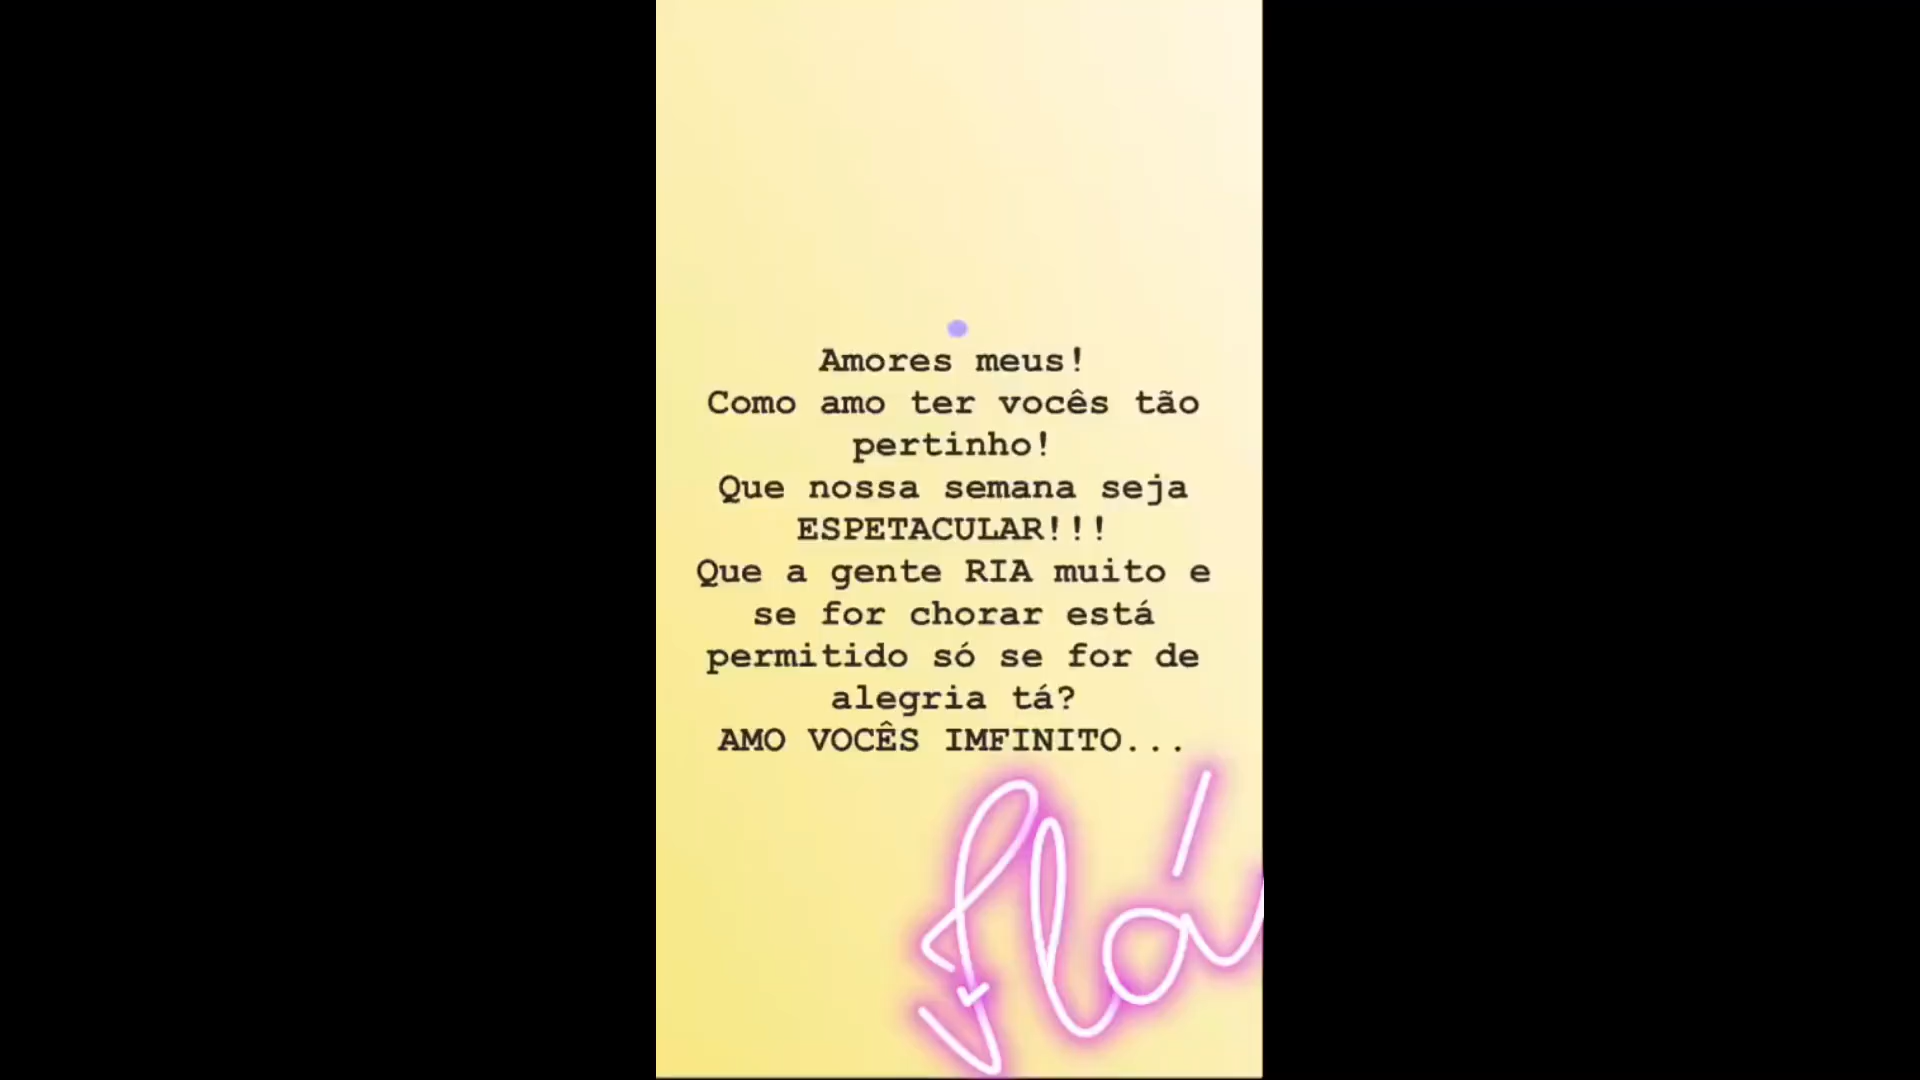 Amores meus!
Como amo ter vocês tão
pertinho!
Que nossa semana seja
ESPETACULAR!!!
Que a gente RIA muito e
se for chorar está
permitido só se for de
alegria tá?
AMO VOCÊS IMFINITO...
flá